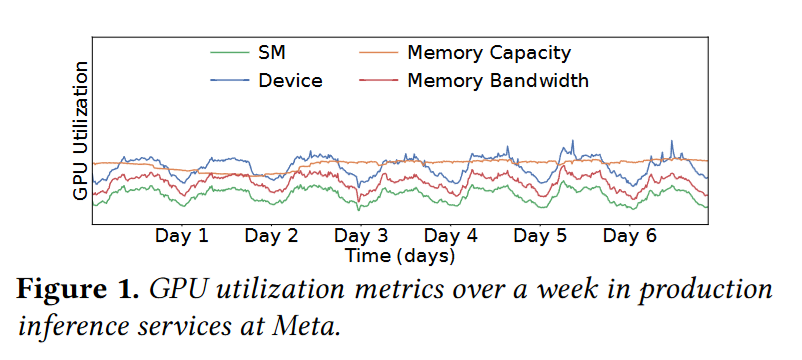 SM
Memory Capacity
Device
Memory Bandwidth
GPU Utilization
Day 1
Day 2
Day 3
Day 4
Day 5
Day 6
Time (days)
Figure 1. GPU utilization metrics over a week in production
inference services at Meta.